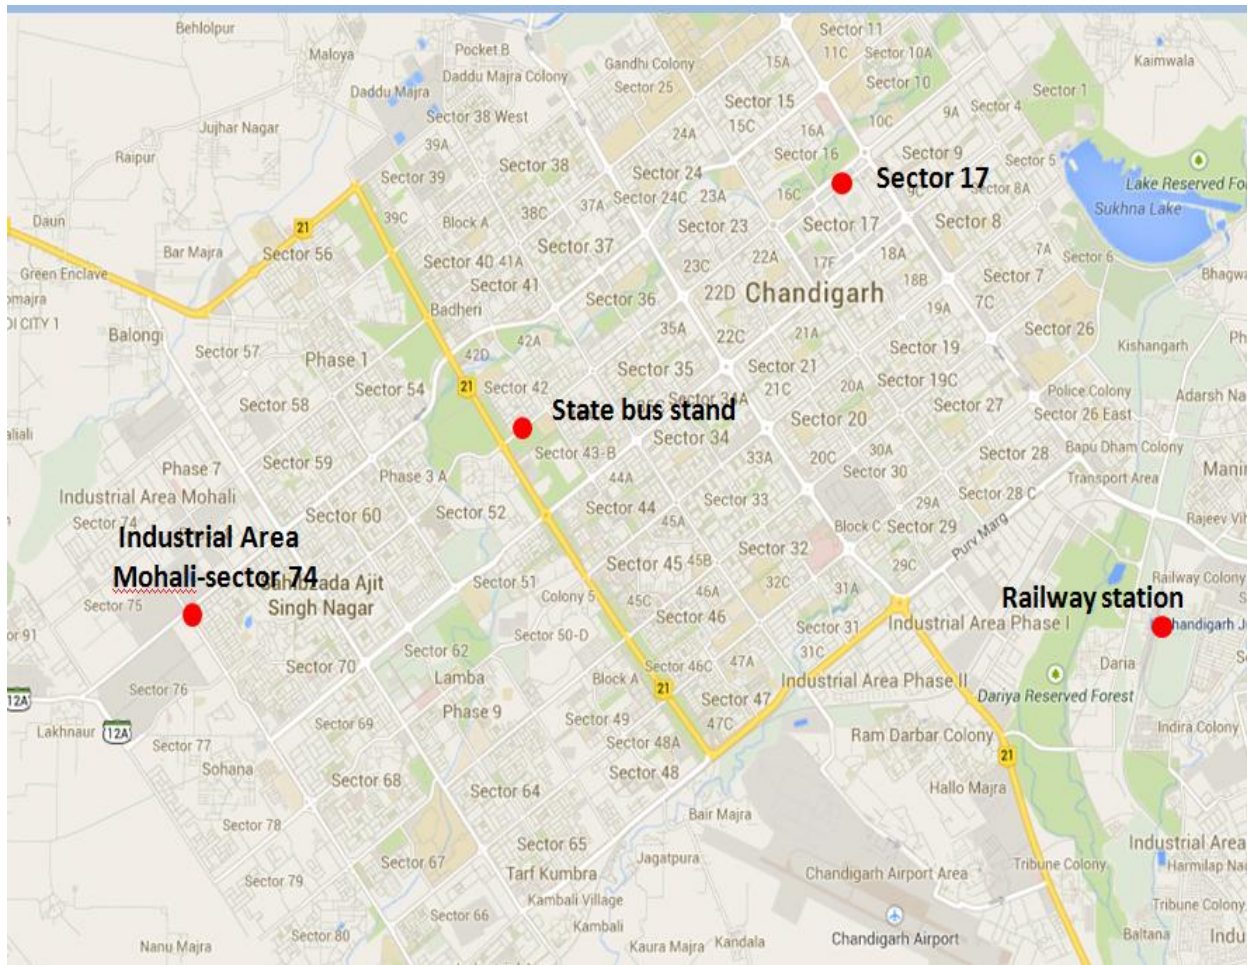 Behlolpur
Sector 11
Maloya
Pocket B
11C
Sector 10A
Kaimwala
Gandhi Colony
15A
Daddu Majra Colony
Sector 25
Sector 10
Daddu Majra
Sector 1
Sector 15
Sector 4
9A
Sector 38 West
15C
16A
10C
Jujhar Nagar
24A
39A
Sector 16
Sector 9
Sector 5
Raipur
Sector 38
Sector 24
Sector 39
Sector 17
Lake Reserved
Sector 24C
23A
16C
9C
Sector 8A
37A
38C
39C
Sukhna Lake
Daun
Block A
Sector 23
Sector 17
Sector 8
21
Sector 37
Bar Majra
Sector 56
7A
18A
22A
Sector 6
Sector 40
41A
23C
17F
Green Enclave
18B
Sector 7
Sector 41
22D
Chandigarh
Sector 36
7C
19A
Badheri
CITY 1
35A
Sector 26
Balongi
22C
21A
42A
Kishangarh
Sector 57
42D
Sector 19
Phase 1
Sector 35
Sector 21
21
Sector 54
Sector 42
21C
20A
Sector 19C
Police Colony
34A
Sector 58
Sector 27
Sector 26 East
State bus stand
Sector 20
Sector 34
Bapu Dham Colony
Sector 43-B
Sector 28
30A
33A
20C
Sector 59
Phase 7
Sector 30
Phase 3 A
44A
Transport Area
Industrial Area Mohali
Sector 28 C
Sector 33
29A
Sector 44
Sector 52
Sector 60
Sector 74
45A
Block C
Sector 29
Industrial Area
Mohali-sector 74
Purv Marg
Sector 32
Sector 45
45B
29C
Railway Colony
Sahibzada Ajit
Singh Nagar
Sector 51
32C
31A
46A
Colony 5
45C
Railway station
Sector 75
Sector 46
Industrial Area Phase I
Sector 31
Sector 50-D
Sector 62
31C
Sector 70
47A
Daria
Sector 46C
Lamba
Block A
Industrial Area Phase II
Sector 76
21
Dariya Reserved Forest
12A
Sector 47
Phase 9
Sector 49
Sector 69
47C
Indira Colony
Lakhnaur
12A
Ram Darbar Colony
Sector 77
Sector 48A
21
Sohana
Sector 48
Sector 68
Hallo Majra
Sector 64
Bair Majra
Sector 78
Sector 65
Industrial Area
Jagatpura
Sector 67
Tribune Colony
Tarf Kumbra
Chandigarh Airport Area
Sector 79
Kambali Village
Tribune Colony
Sector 66
Kambali
Sector 80
Chandigarh Airport
Baltana
Nanu Majra
Kaura Majra
Kandala